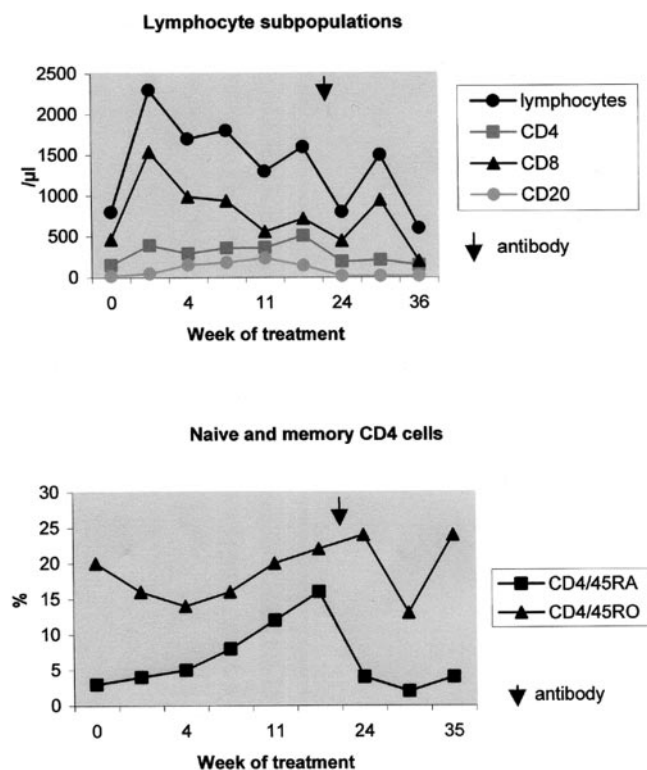 Lymphocyte subpopulations
2500
2000
1500
1000
500
0
/µl
0
4
11
24
36
Week of treatment
lymphocytes
CD4
CD8
CD20
antibody
Naive and memory CD4 cells
30
25
20
15
10
5
0
%
0
4
11
24
35
Week of treatment
CD4/45RA
CD4/45RO
antibody